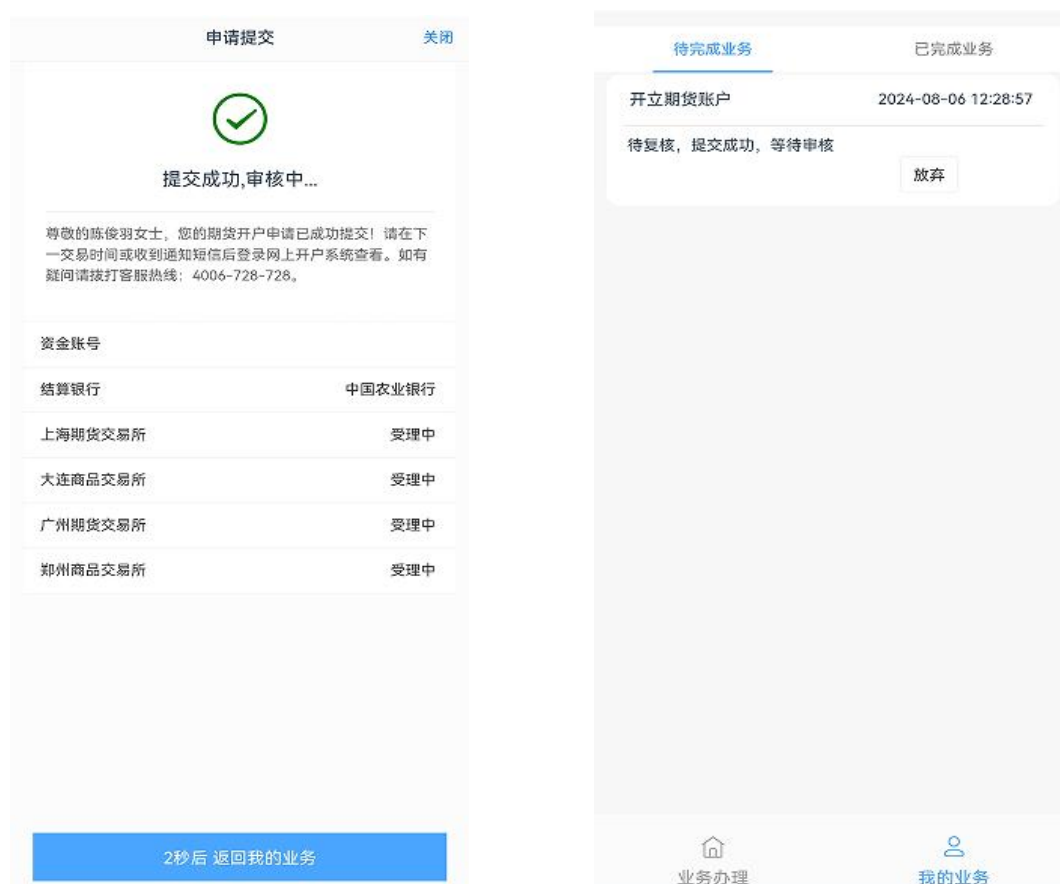 申请提交
关闭
提交成功,审核中...
尊敬的陈俊羽女士，您的期货开户申请已成功提交！请在下
一交易时间或收到通知短信后登录网上开户系统查看。如有
疑问请拨打客服热线：4006-728-728。
资金账号
结算银行 中国农业银行
上海期货交易所 受理中
大连商品交易所 受理中
广州期货交易所 受理中
郑州商品交易所 受理中
2秒后 返回我的业务
待完成业务 已完成业务
开立期货账户 2024-08-06 12:28:57
待复核，提交成功，等待审核
放弃
业务办理 我的业务